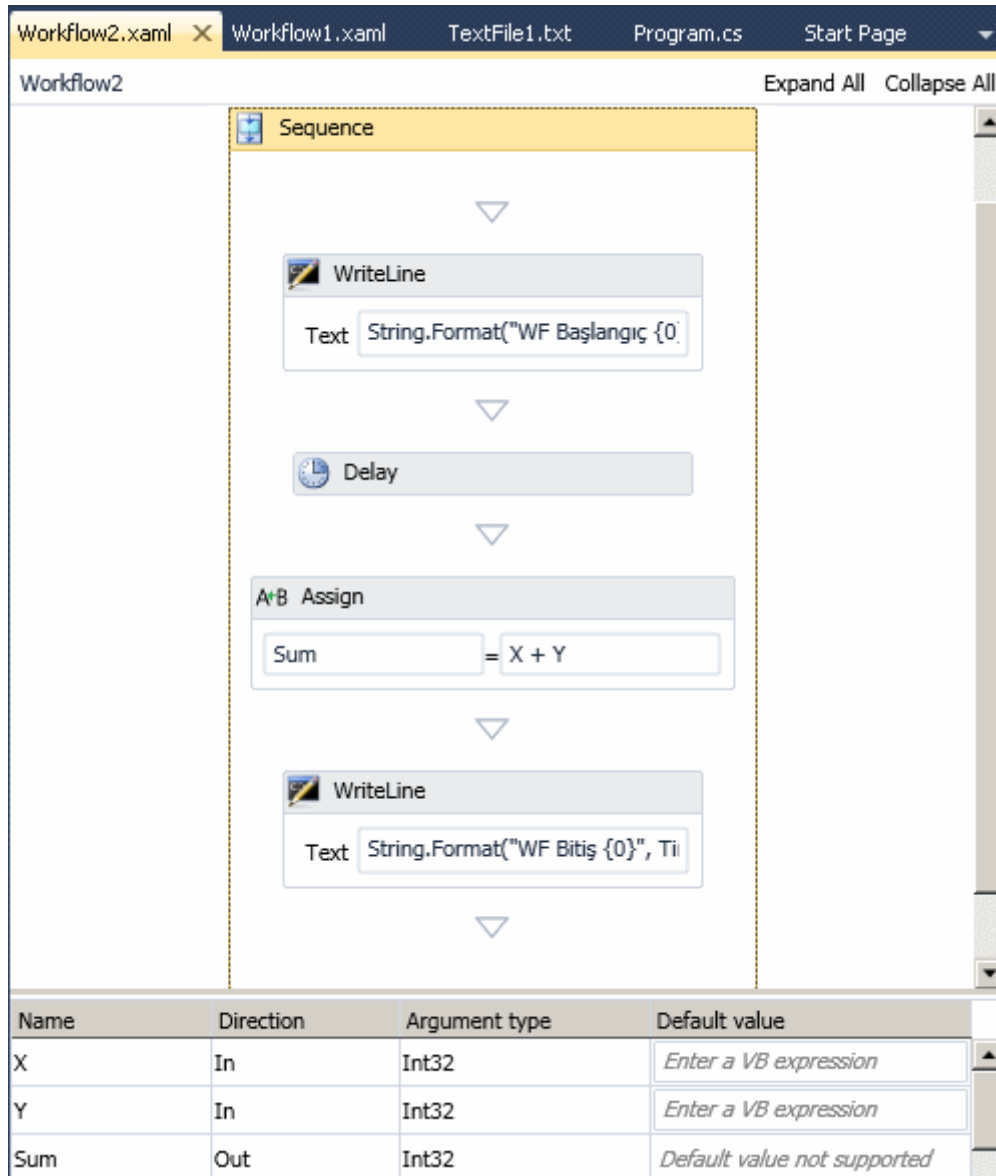 Workflow2.xaml Workflow1.xaml TextFile1.txt Program.cs Start Page
Workflow2 Expand All Collapse All
Sequence
WriteLine
Text String.Format("WF Başlangıç {0}
Delay
A B Assign
Sum = X + Y
WriteLine
Text String.Format("WF Bitiş {0}", Ti
Name Direction Argument type Default value
X In Int32 Enter a VB expression
Y In Int32 Enter a VB expression
Sum Out Int32 Default value not supported